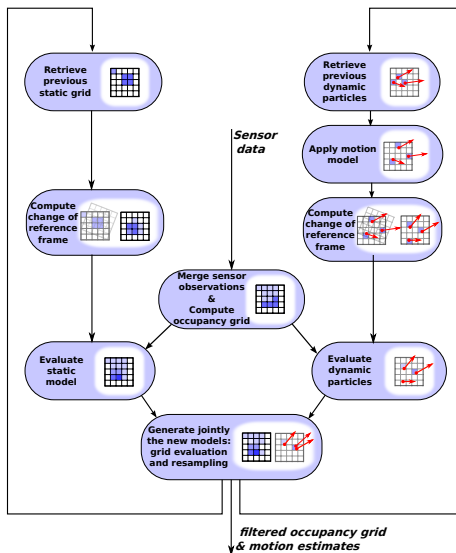 Retrieve
previous
static grid
Retrieve
previous
dynamic
particles
Sensor
data
Apply motion
model
Compute
change of
reference
frame
Compute
change of
reference
frame
Merge sensor
observations
&
Compute
occupancy grid
Evaluate
static model
Evaluate
dynamic
particles
Generate jointly
the new models:
grid evaluation
and resampling
filtered occupancy grid
& motion estimates